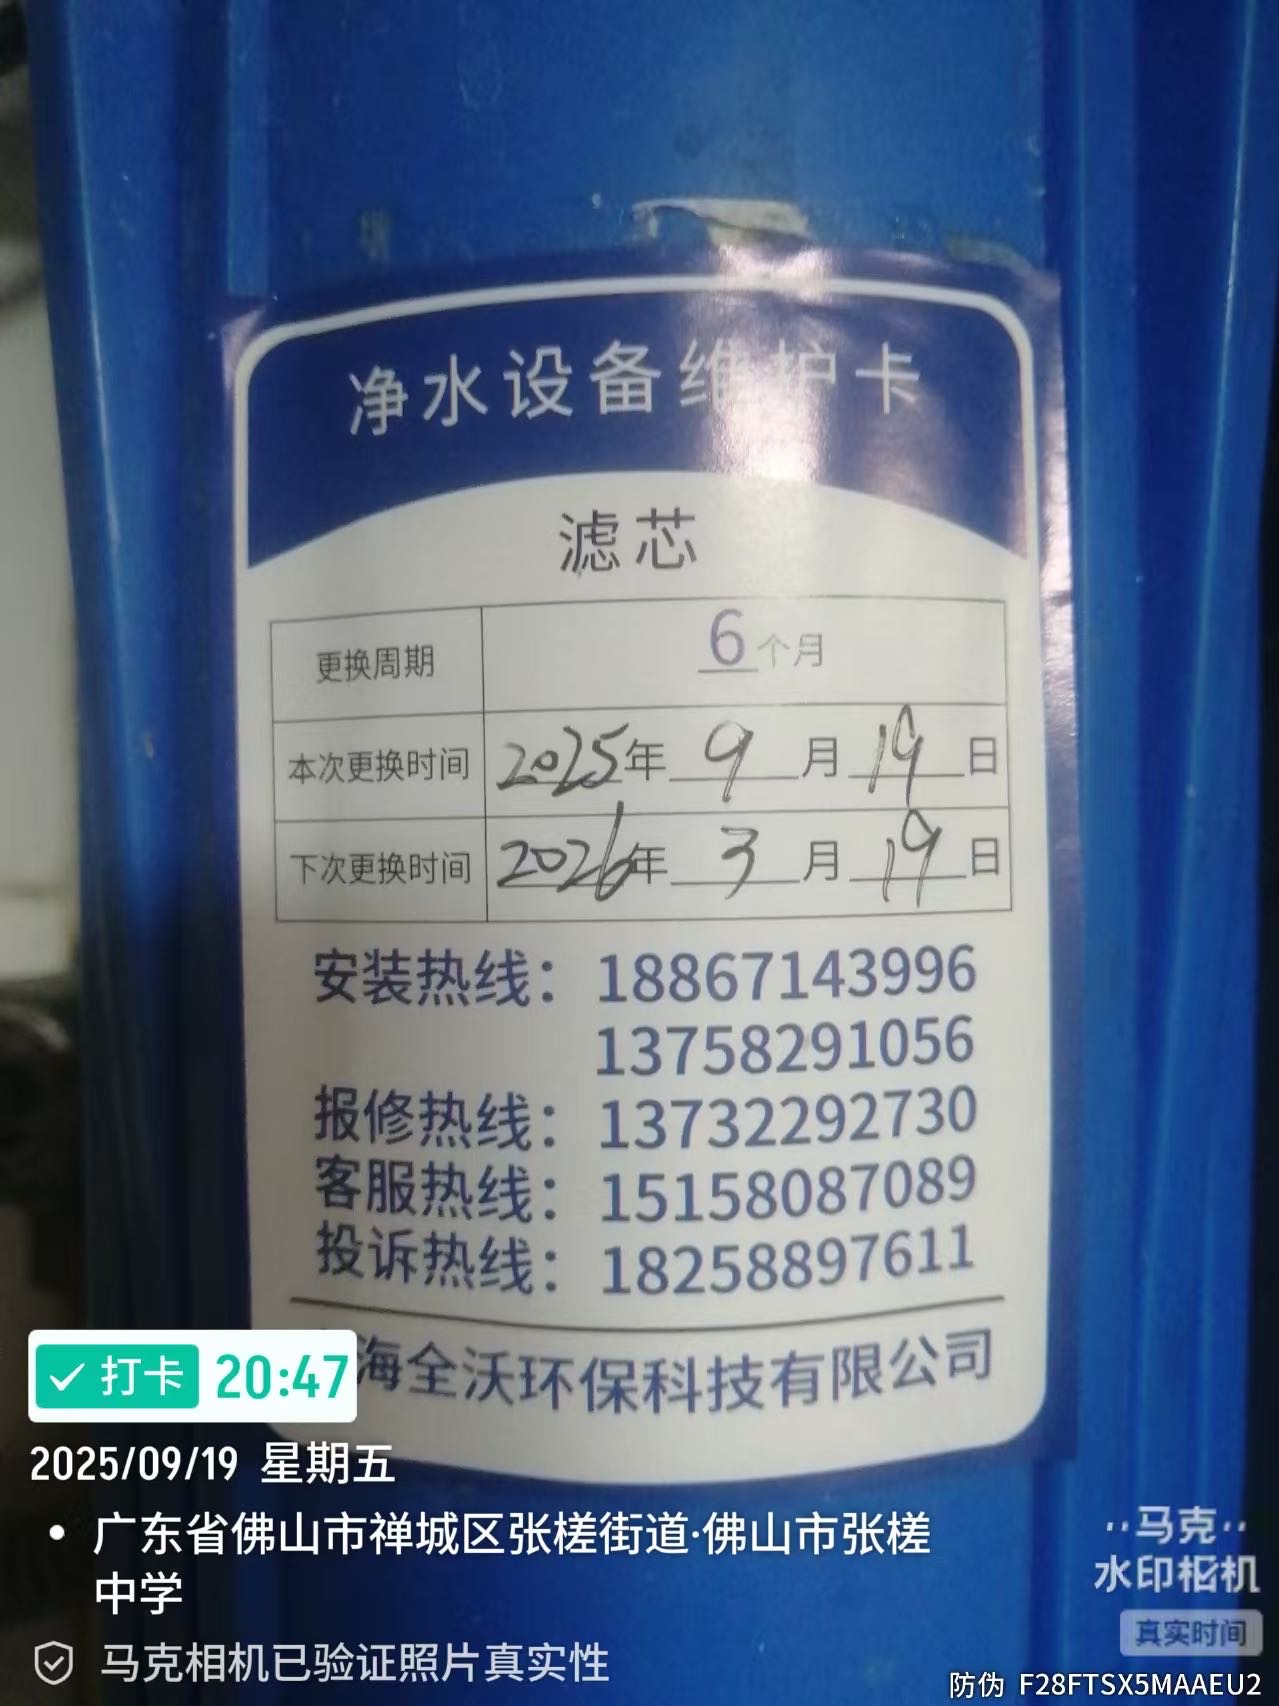 净水设备维护卡
滤芯
更换周期 6个月
本次更换时间 2025年 9 月 19 日
下次更换时间 2026年 3 月 19 日
安装热线：18867143996
13758291056
报修热线：13732292730
客服热线：15158087089
投诉热线：18258897611
海全沃环保科技有限公司
打卡 20:47
2025/09/19 星期五
广东省佛山市禅城区张槎街道·佛山市张槎
中学
马克相机已验证照片真实性
马克
水印相机
真实时间
防伪 F28FTSX5MAAEU2